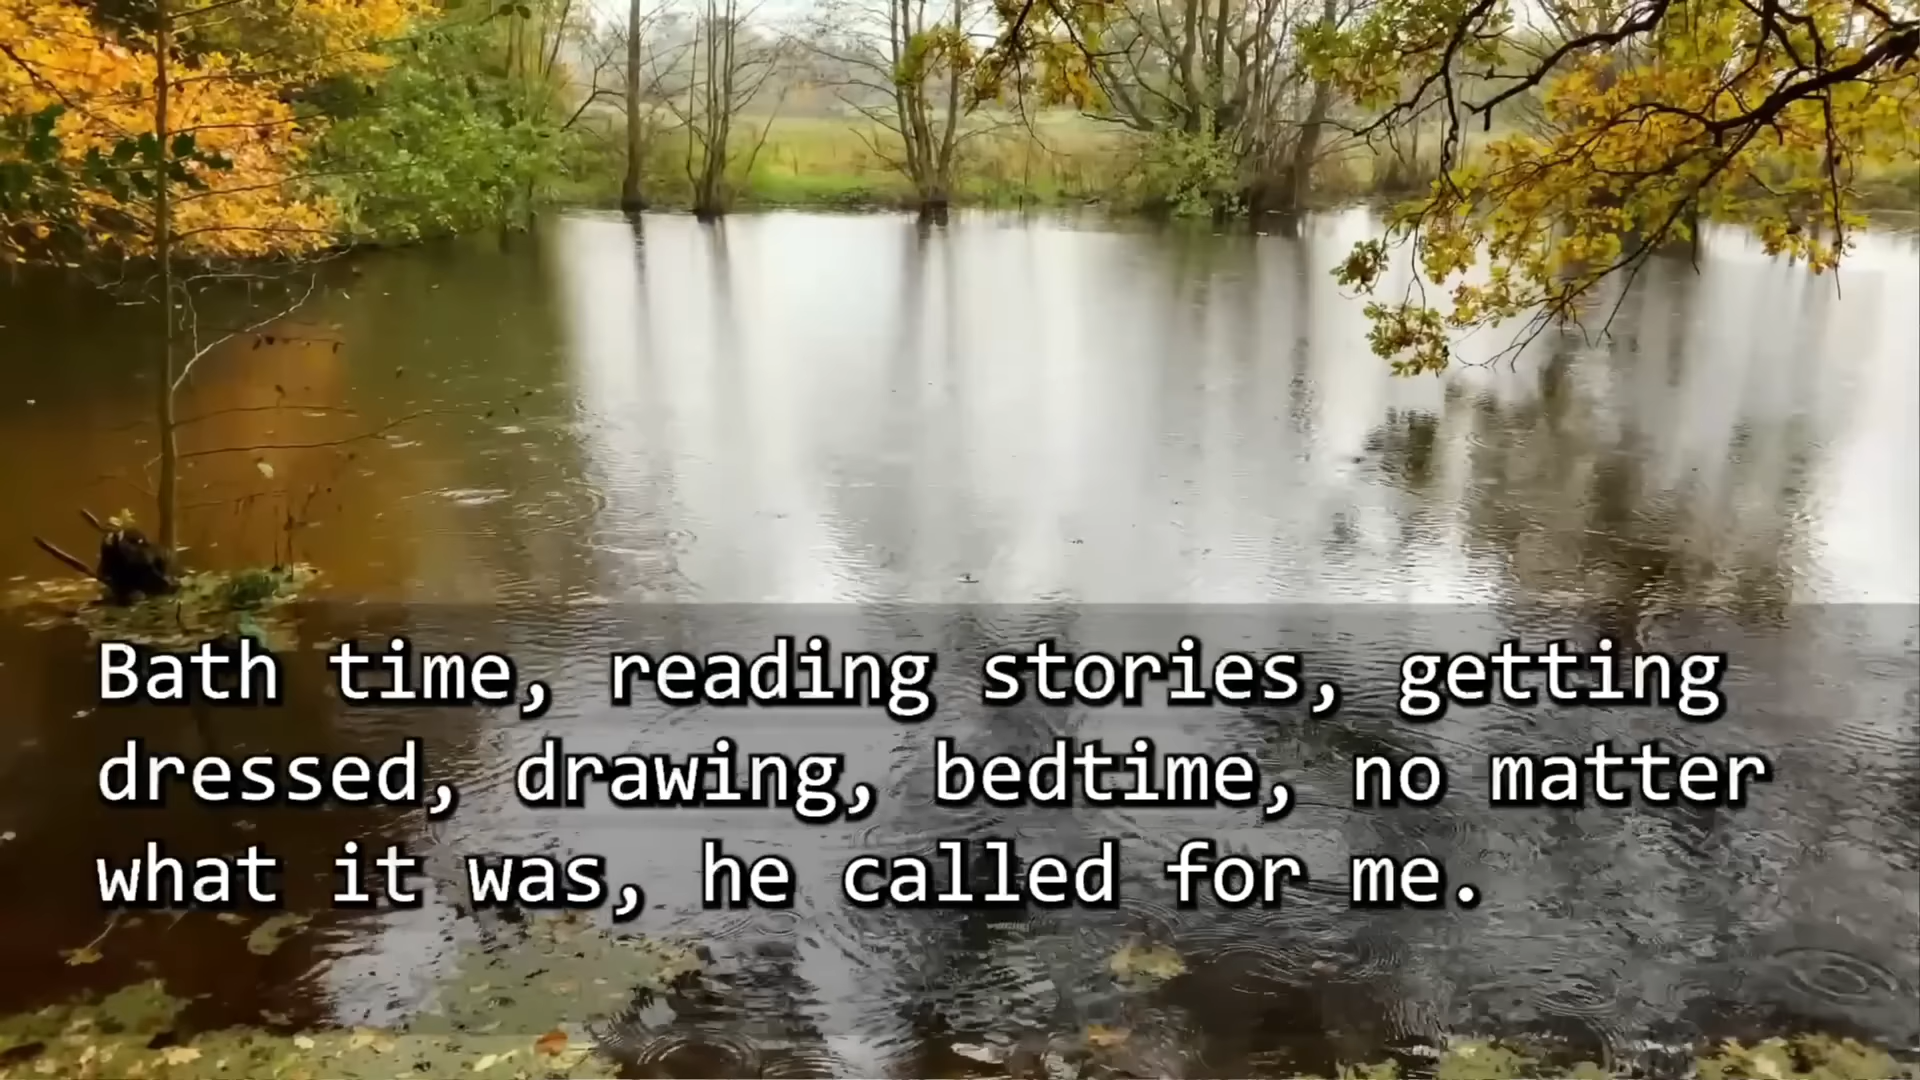 Bath time, reading stories, getting
dressed, drawing, bedtime, no matter
what it was, he called for me.